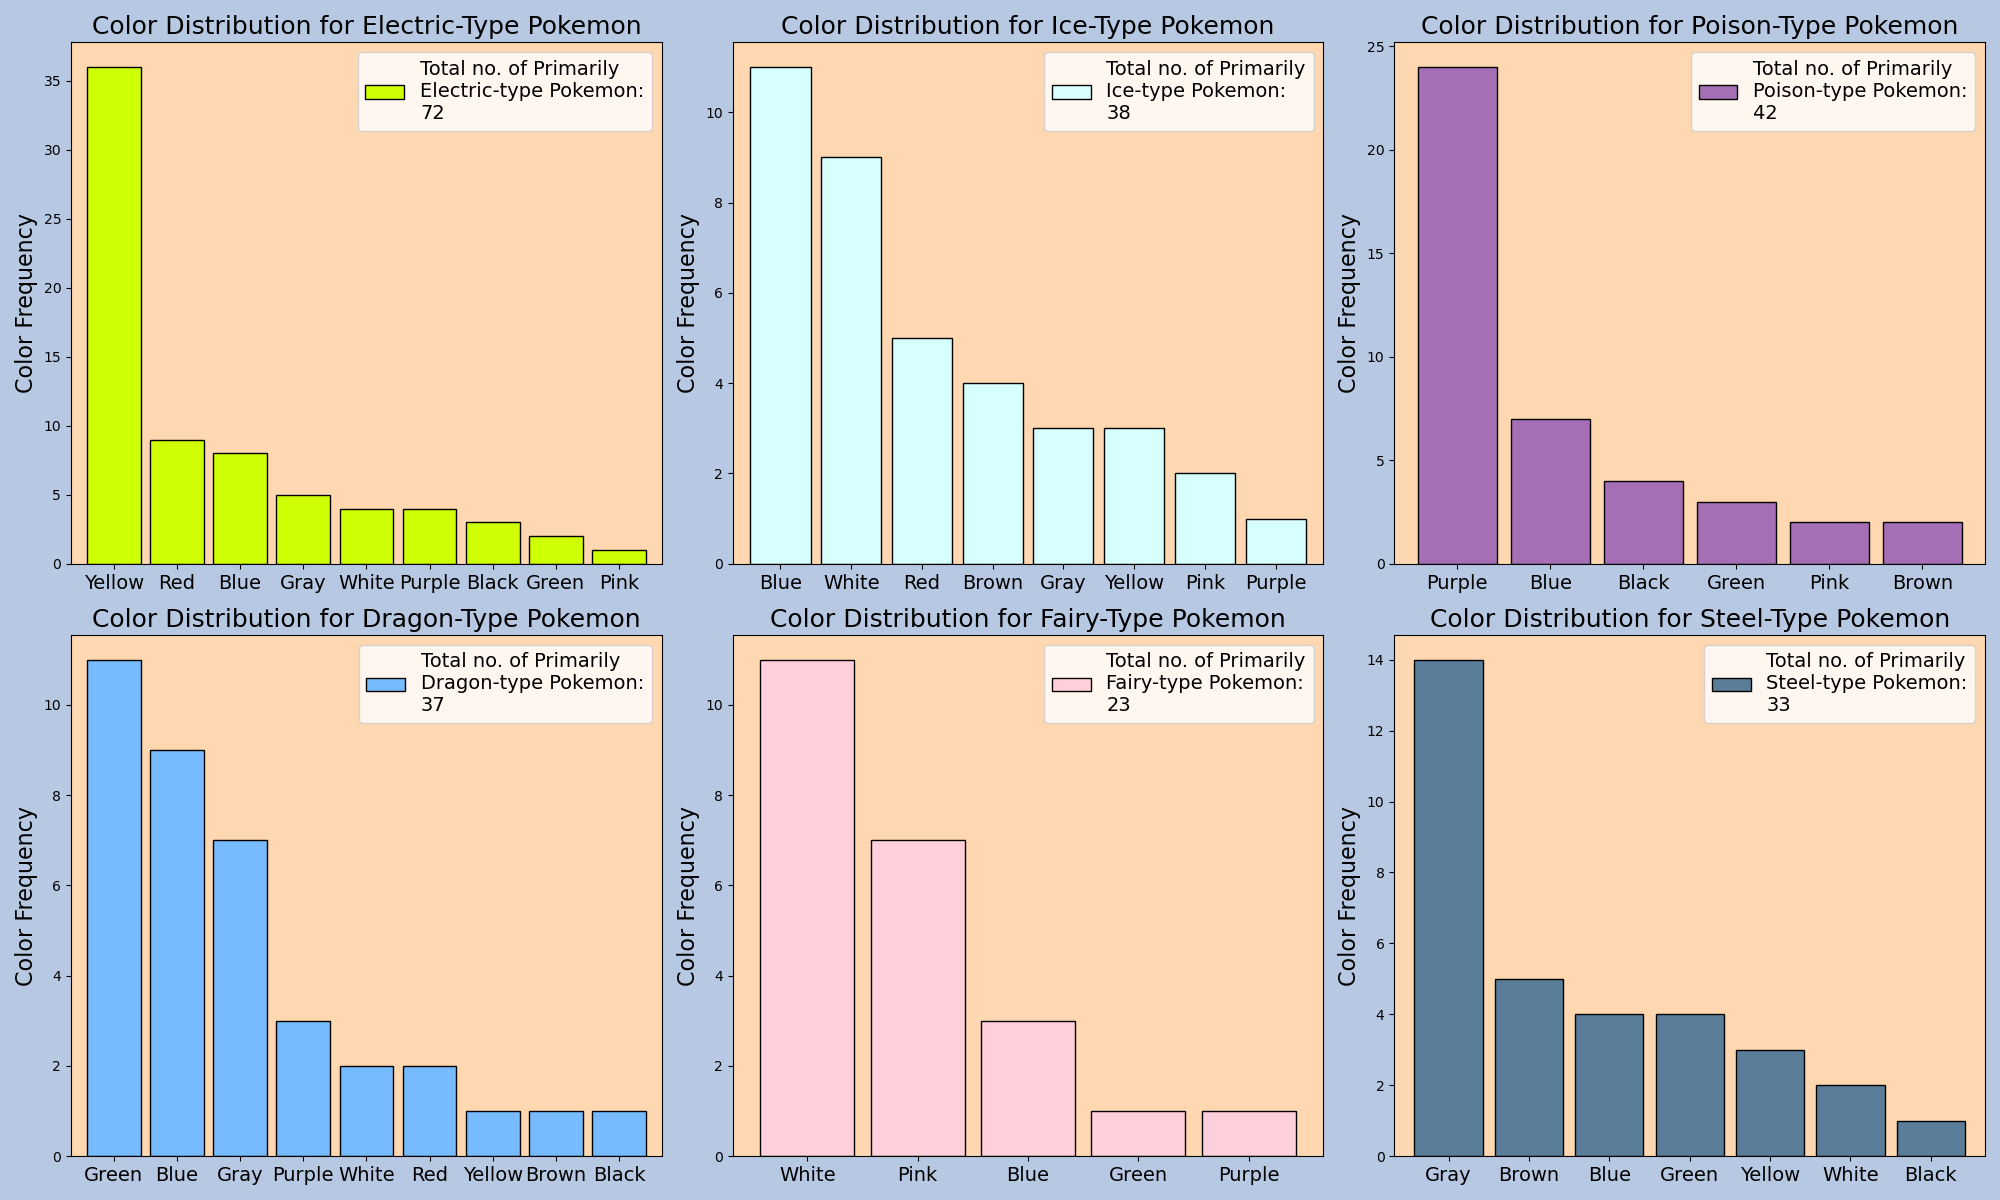 Color Distribution for Electric-Type Pokemon
Total no. of Primarily
Electric-type Pokemon:
72
Color Frequency
35
30
25
20
15
10
5
0
Yellow Red Blue Gray White Purple Black Green Pink
Color Distribution for Ice-Type Pokemon
Total no. of Primarily
Ice-type Pokemon:
38
Color Frequency
10
8
6
4
2
0
Blue White Red Brown Gray Yellow Pink Purple
Color Distribution for Poison-Type Pokemon
Total no. of Primarily
Poison-type Pokemon:
42
Color Frequency
25
20
15
10
5
0
Purple Blue Black Green Pink Brown
Color Distribution for Dragon-Type Pokemon
Total no. of Primarily
Dragon-type Pokemon:
37
Color Frequency
10
8
6
4
2
0
Green Blue Gray Purple White Red Yellow Brown Black
Color Distribution for Fairy-Type Pokemon
Total no. of Primarily
Fairy-type Pokemon:
23
Color Frequency
10
8
6
4
2
0
White Pink Blue Green Purple
Color Distribution for Steel-Type Pokemon
Total no. of Primarily
Steel-type Pokemon:
33
Color Frequency
14
12
10
8
6
4
2
0
Gray Brown Blue Green Yellow White Black